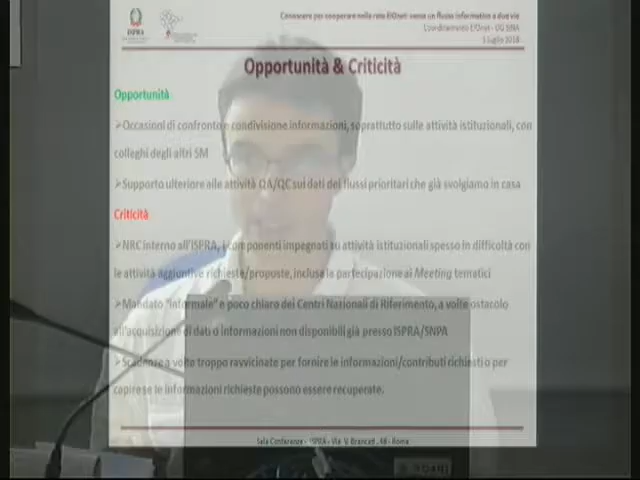 ISPRA
Conoscere per cooperare nella rete EIOnet: verso un flusso informativo a due vie
Coordinamento EIOnet - DG SINA
5 luglio 2018
Opportunità & Criticità
Opportunità
➢Occasioni di confronto e condivisione informazioni, soprattutto sulle attività istituzionali, con
colleghi degli altri SM
➢Supporto ulteriore alle attività QA/QC sui dati dei flussi prioritari che già svolgiamo in casa
Criticità
➢NRC interno all'ISPRA, i componenti impegnati su attività istituzionali spesso in difficoltà con
le attività aggiuntive richieste/proposte, inclusa la partecipazione ai Meeting tematici
➢Mandato "informale" e poco chiaro dei Centri Nazionali di Riferimento, a volte ostacolo
all'acquisizione di dati o informazioni non disponibili già presso ISPRA/SNPA
➢Scadenze a volte troppo ravvicinate per fornire le informazioni/contributi richiesti o per
capire se le informazioni richieste possono essere recuperate.
Sala Conferenze - ISPRA - Via V. Brancati, 48 - Roma